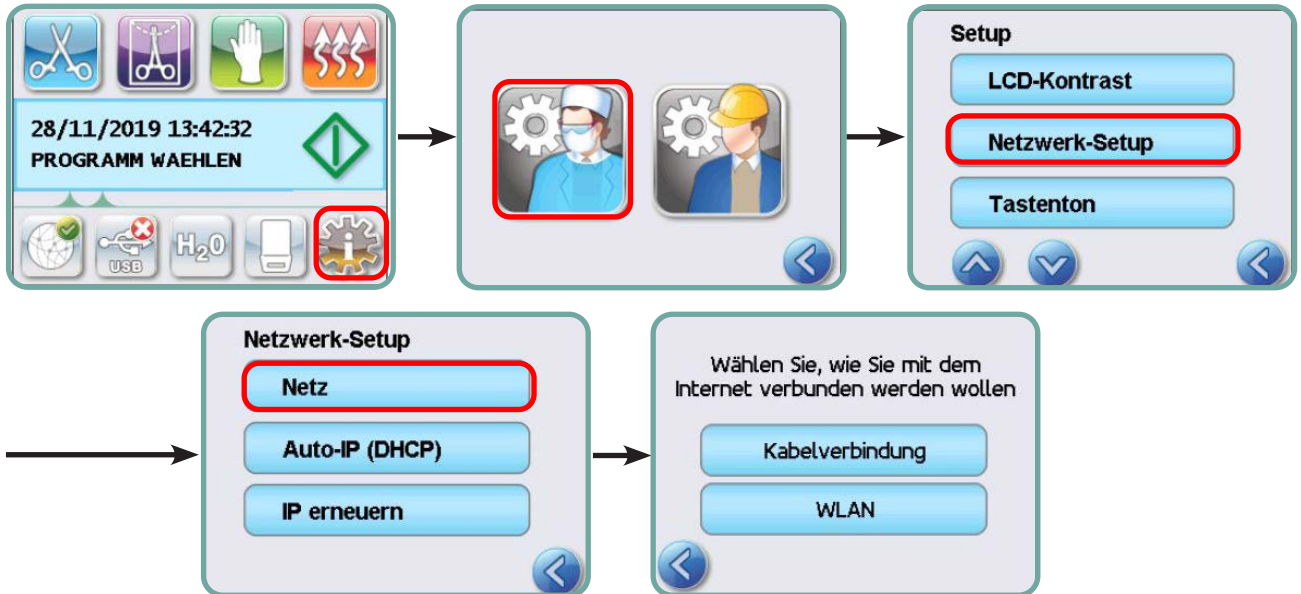 28/11/2019 13:42:32
PROGRAMM WAEHLEN
USB
H2O
i
Setup
LCD-Kontrast
Netzwerk-Setup
Tastenton
Netzwerk-Setup
Netz
Auto-IP (DHCP)
IP erneuern
Wählen Sie, wie Sie mit dem
Internet verbunden werden wollen
Kabelverbindung
WLAN